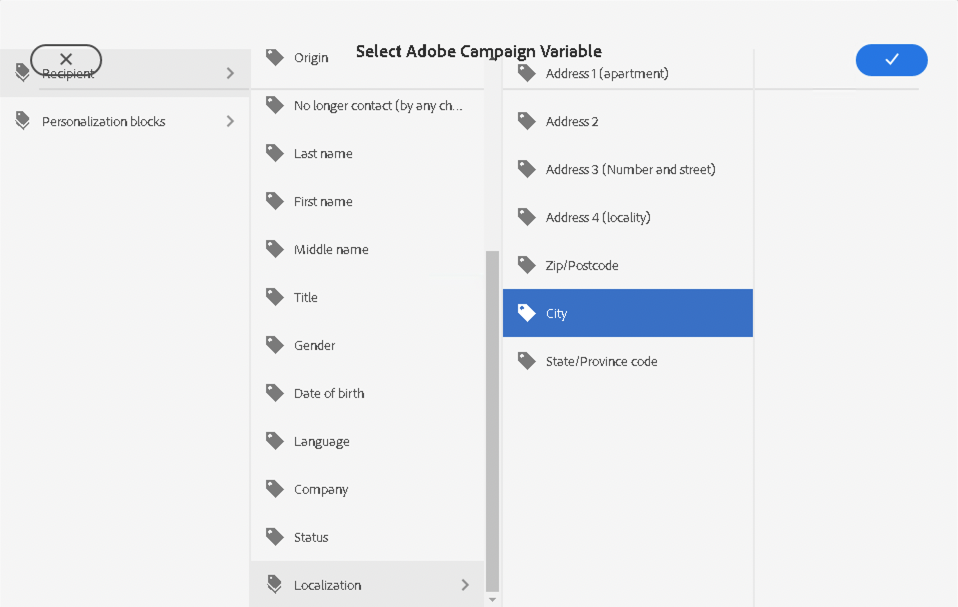 Select Adobe Campaign Variable
Recipient
Personalization blocks
Origin
No longer contact (by any ch...
Last name
First name
Middle name
Title
Gender
Date of birth
Language
Company
Status
Localization
Address 1 (apartment)
Address 2
Address 3 (Number and street)
Address 4 (locality)
Zip/Postcode
City
State/Province code